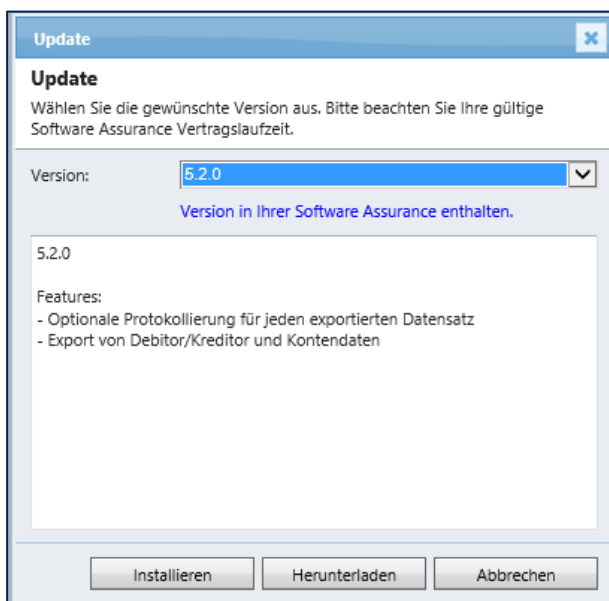 Update
Update
Wählen Sie die gewünschte Version aus. Bitte beachten Sie Ihre gültige
Software Assurance Vertragslaufzeit.
Version:
5.2.0
Version in Ihrer Software Assurance enthalten.
5.2.0
Features:
- Optionale Protokollierung für jeden exportierten Datensatz
- Export von Debitor/Kreditor und Kontendaten
Installieren
Herunterladen
Abbrechen